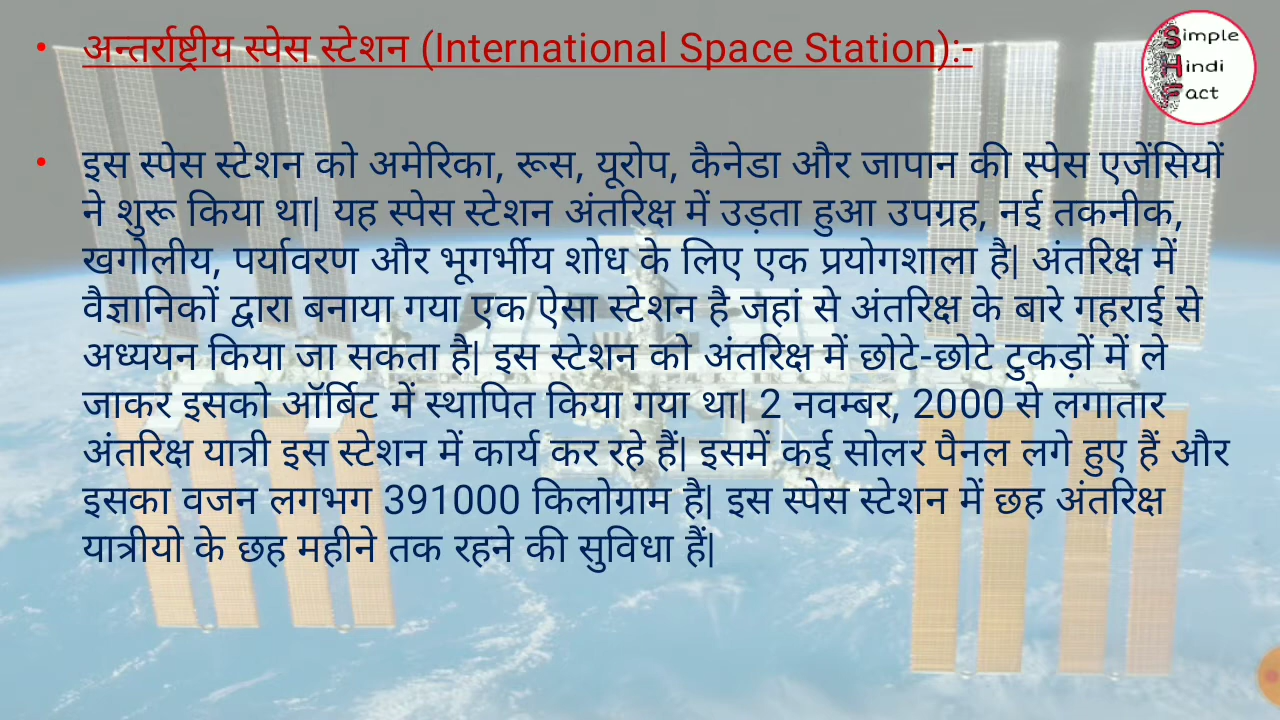 • अन्तर्राष्ट्रीय स्पेस स्टेशन (International Space Station):-
Simple
Hindi
Fact
• इस स्पेस स्टेशन को अमेरिका, रूस, यूरोप, कैनेडा और जापान की स्पेस एजेंसियों
ने शुरू किया था| यह स्पेस स्टेशन अंतरिक्ष में उड़ता हुआ उपग्रह, नई तकनीक,
खगोलीय, पर्यावरण और भूगर्भीय शोध के लिए एक प्रयोगशाला है| अंतरिक्ष में
वैज्ञानिकों द्वारा बनाया गया एक ऐसा स्टेशन है जहां से अंतरिक्ष के बारे गहराई से
अध्ययन किया जा सकता है| इस स्टेशन को अंतरिक्ष में छोटे-छोटे टुकड़ों में ले
जाकर इसको ऑर्बिट में स्थापित किया गया था| 2 नवम्बर, 2000 से लगातार
अंतरिक्ष यात्री इस स्टेशन में कार्य कर रहे हैं| इसमें कई सोलर पैनल लगे हुए हैं और
इसका वजन लगभग 391000 किलोग्राम है| इस स्पेस स्टेशन में छह अंतरिक्ष
यात्रीयो के छह महीने तक रहने की सुविधा हैं|